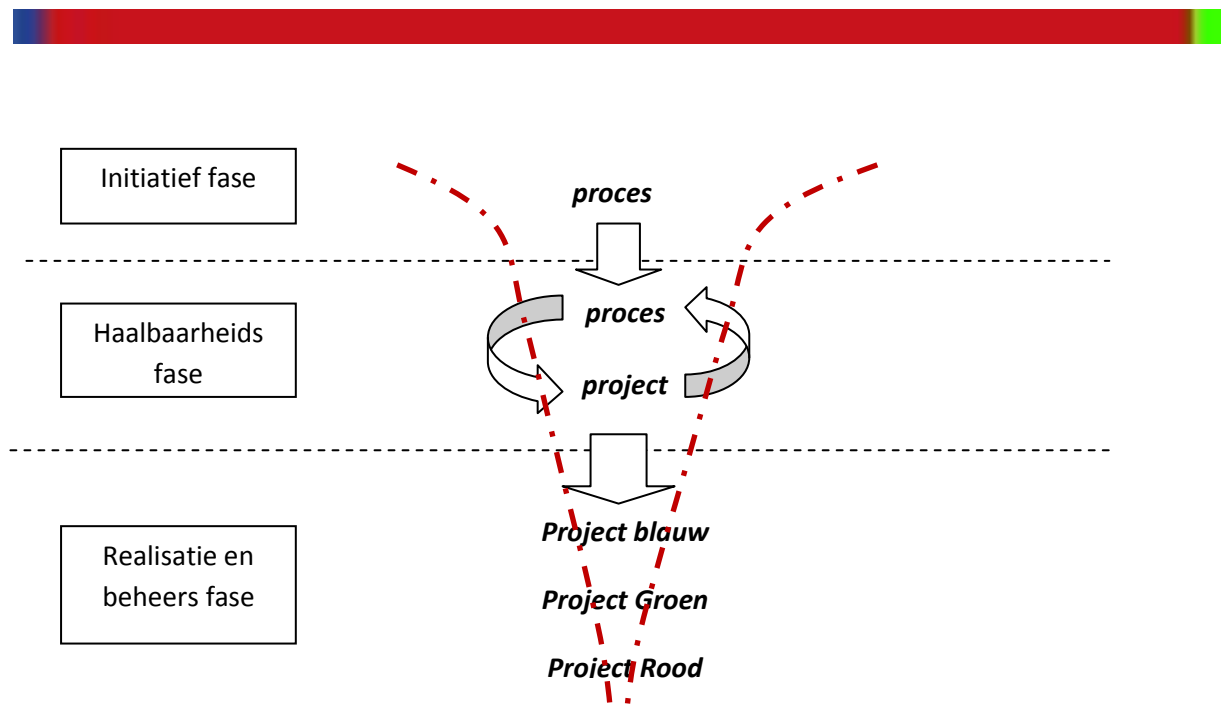 Initiatief fase
proces
Haalbaarheids
fase
proces
project
Realisatie en
beheers fase
Project blauw
Project Groen
Project Rood